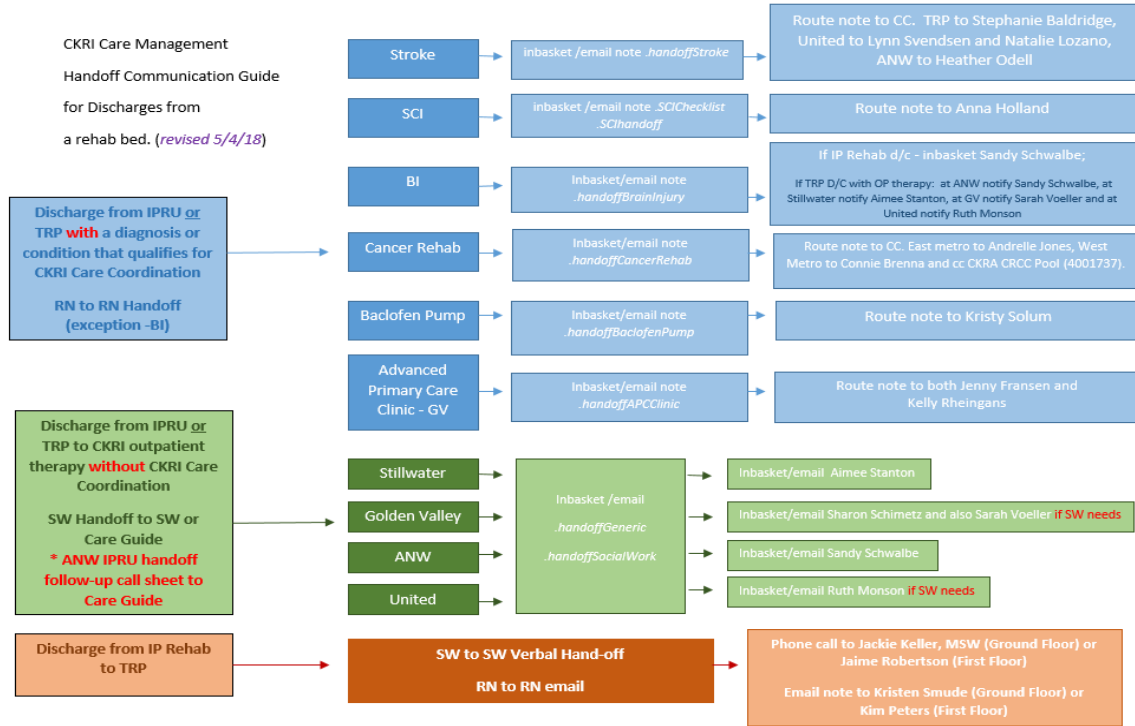 CKRI Care Management
Handoff Communication Guide
for Discharges from
a rehab bed. (revised 5/4/18)
Discharge from IPRU or
TRP with a diagnosis or
condition that qualifies for
CKRI Care Coordination
RN to RN Handoff
(exception -BI)
Stroke
inbasket /email note .handoffStroke
Route note to CC.  TRP to Stephanie Baldridge,
United to Lynn Svendsen and Natalie Lozano,
ANW to Heather Odell
SCI
inbasket /email note .SCIChecklist
.SCIhandoff
Route note to Anna Holland
BI
Inbasket/email note
.handoffBrainInjury
If IP Rehab d/c - inbasket Sandy Schwalbe;
If TRP D/C with OP therapy:  at ANW notify Sandy Schwalbe, at
Stillwater notify Aimee Stanton, at GV notify Sarah Voeller and at
United notify Ruth Monson
Cancer Rehab
Inbasket/email note
.handoffCancerRehab
Route note to CC. East metro to Andrelle Jones, West
Metro to Connie Brenna and cc CKRA CRCC Pool (4001737).
Baclofen Pump
Inbasket/email note
.handoffBaclofenPump
Route note to Kristy Solum
Advanced
Primary Care
Clinic - GV
Inbasket/email note
.handoffAPCClinic
Route note to both Jenny Fransen and
Kelly Rheingans
Discharge from IPRU or
TRP to CKRI outpatient
therapy without CKRI Care
Coordination
SW Handoff to SW or
Care Guide
* ANW IPRU handoff
follow-up call sheet to
Care Guide
Stillwater
Golden Valley
ANW
United
Inbasket /email
.handoffGeneric
.handoffSocialWork
Inbasket/email  Aimee Stanton
Inbasket/email Sharon Schimetz and also Sarah Voeller if SW needs
Inbasket/email Sandy Schwalbe
Inbasket/email Ruth Monson if SW needs
Discharge from IP Rehab
to TRP
SW to SW Verbal Hand-off
RN to RN email
Phone call to Jackie Keller, MSW (Ground Floor) or
Jaime Robertson (First Floor)
Email note to Kristen Smude (Ground Floor) or
Kim Peters (First Floor)